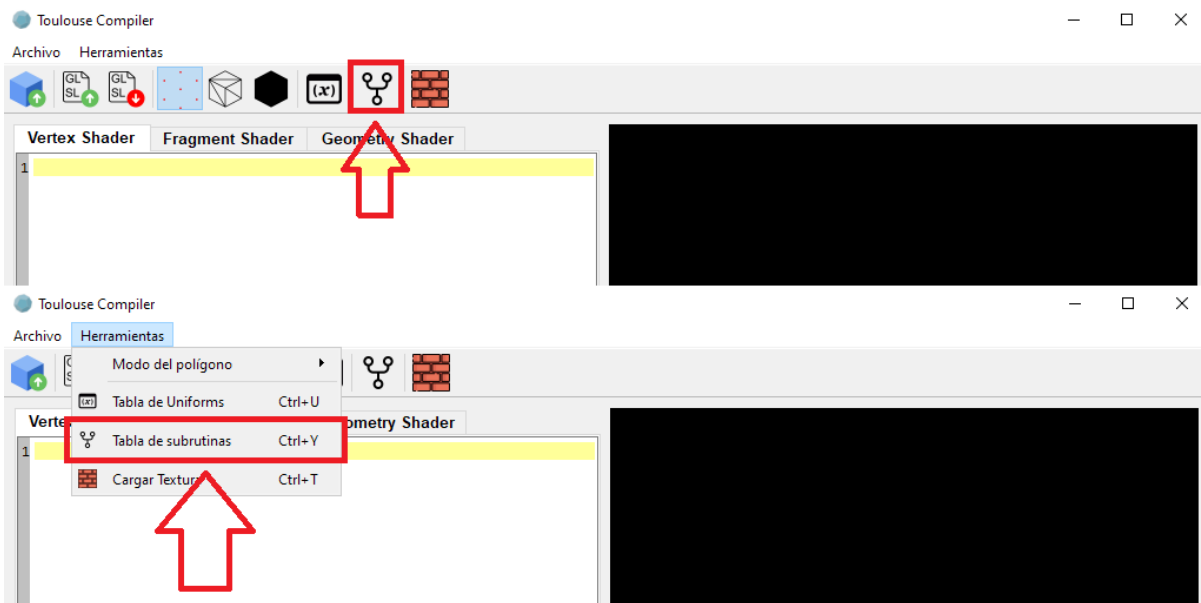 Toulouse Compiler
Archivo Herramientas
GL SL GL SL (x)
Vertex Shader Fragment Shader Geometry Shader
1
Toulouse Compiler
Archivo Herramientas
Modo del polígono
(x) Tabla de Uniforms Ctrl+U
Verte ometry Shader
Tabla de subrutinas Ctrl+Y
1
Cargar Textura Ctrl+T